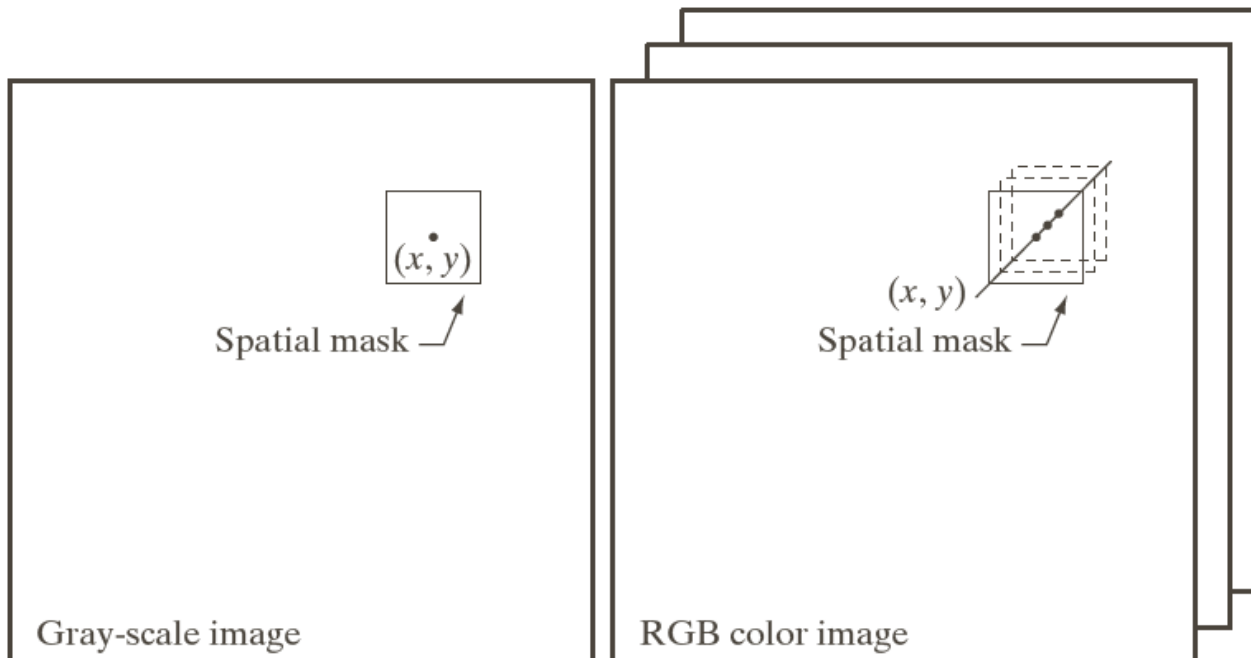 (x, y)
Spatial mask
Gray-scale image
(x, y)
Spatial mask
RGB color image